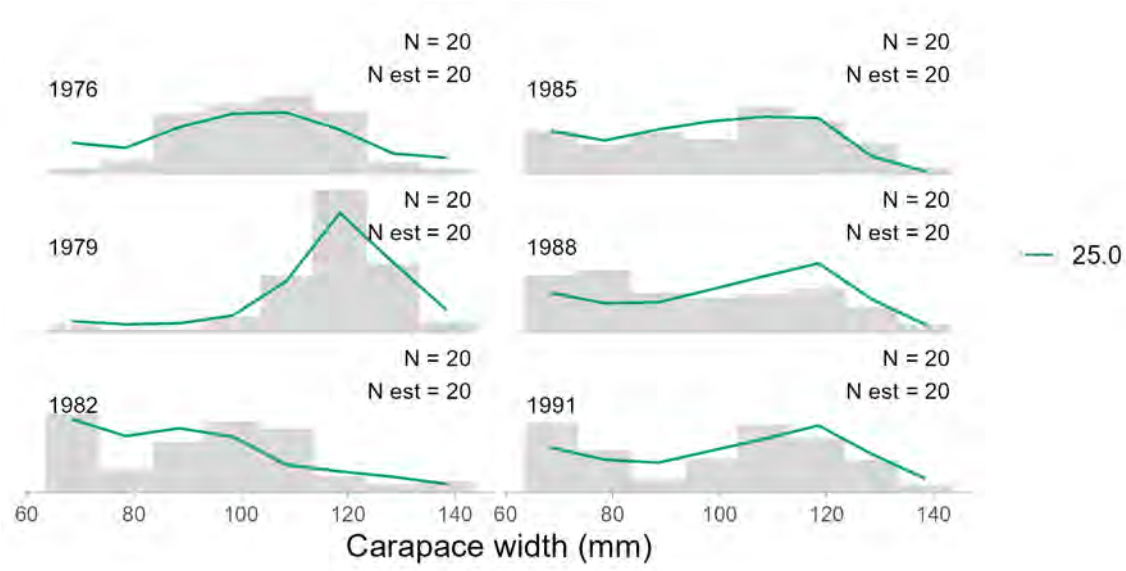 N = 20
N est = 20
1976
N = 20
N est = 20
1985
N = 20
N est = 20
1979
N = 20
N est = 20
1988
25.0
N = 20
N est = 20
1982
N = 20
N est = 20
1991
60 80 100 120 140 60 80 100 120 140
Carapace width (mm)